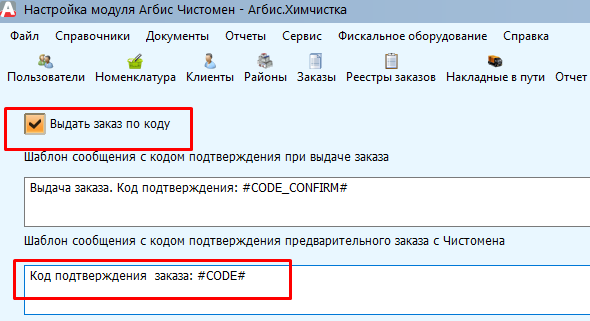 Настройка модуля Агбис Чистомен - Агбис.Химчистка
Файл Справочники Документы Отчеты Сервис Фискальное оборудование Справка
Пользователи Номенклатура Клиенты Районы Заказы Реестры заказов Накладные в пути Отчет
Выдать заказ по коду
Шаблон сообщения с кодом подтверждения при выдаче заказа
Выдача заказа. Код подтверждения: #CODE_CONFIRM#
Шаблон сообщения с кодом подтверждения предварительного заказа с Чистомена
Код подтверждения заказа: #CODE#